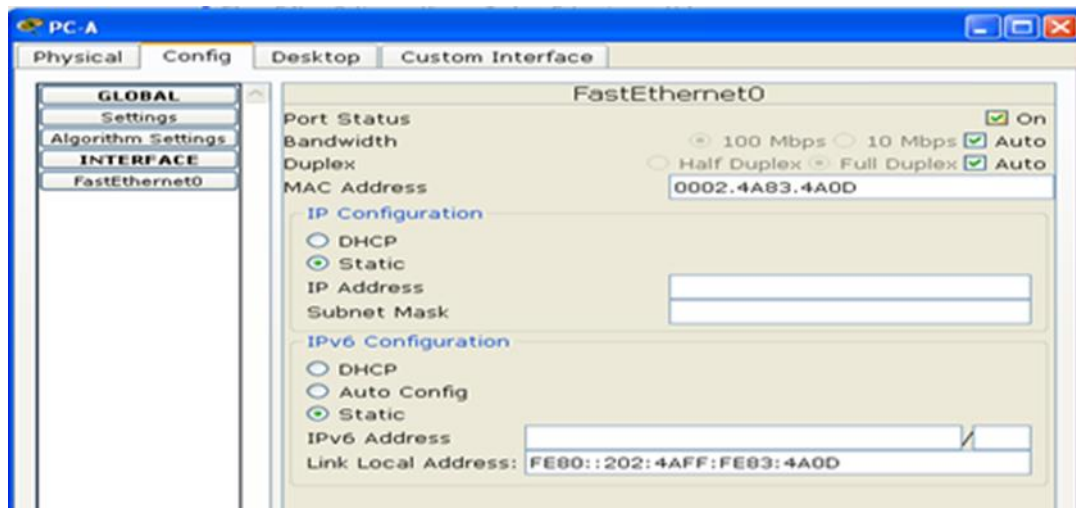 PC-A
Physical Config Desktop Custom Interface
GLOBAL
Settings
Algorithm Settings
INTERFACE
FastEthernet0
FastEthernet0
Port Status On
Bandwidth 100 Mbps 10 Mbps Auto
Duplex Half Duplex Full Duplex Auto
MAC Address 0002.4A83.4A0D
IP Configuration
DHCP
Static
IP Address
Subnet Mask
IPv6 Configuration
DHCP
Auto Config
Static
IPv6 Address /
Link Local Address: FE80::202:4AFF:FE83:4A0D